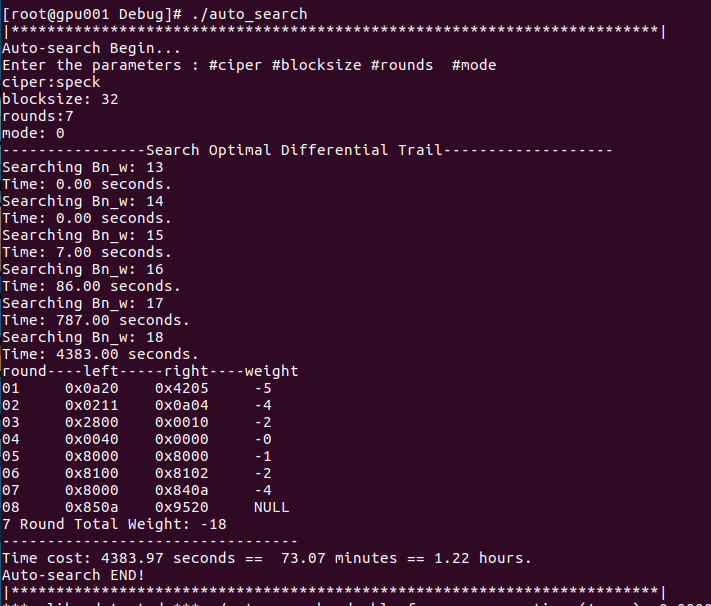 [root@gpu001 Debug]# ./auto_search
|************************************************************************|
Auto-search Begin...
Enter the parameters : #ciper #blocksize #rounds  #mode
ciper:speck
blocksize: 32
rounds:7
mode: 0
----------------Search Optimal Differential Trail-------------------
Searching Bn_w: 13
Time: 0.00 seconds.
Searching Bn_w: 14
Time: 0.00 seconds.
Searching Bn_w: 15
Time: 7.00 seconds.
Searching Bn_w: 16
Time: 86.00 seconds.
Searching Bn_w: 17
Time: 787.00 seconds.
Searching Bn_w: 18
Time: 4383.00 seconds.
round----left-----right----weight
01     0x0a20    0x4205     -5
02     0x0211    0x0a04     -4
03     0x2800    0x0010     -2
04     0x0040    0x0000     -0
05     0x8000    0x8000     -1
06     0x8100    0x8102     -2
07     0x8000    0x840a     -4
08     0x850a    0x9520     NULL
7 Round Total Weight: -18
---------------------------------
Time cost: 4383.97 seconds ==  73.07 minutes == 1.22 hours.
Auto-search END!
|************************************************************************|